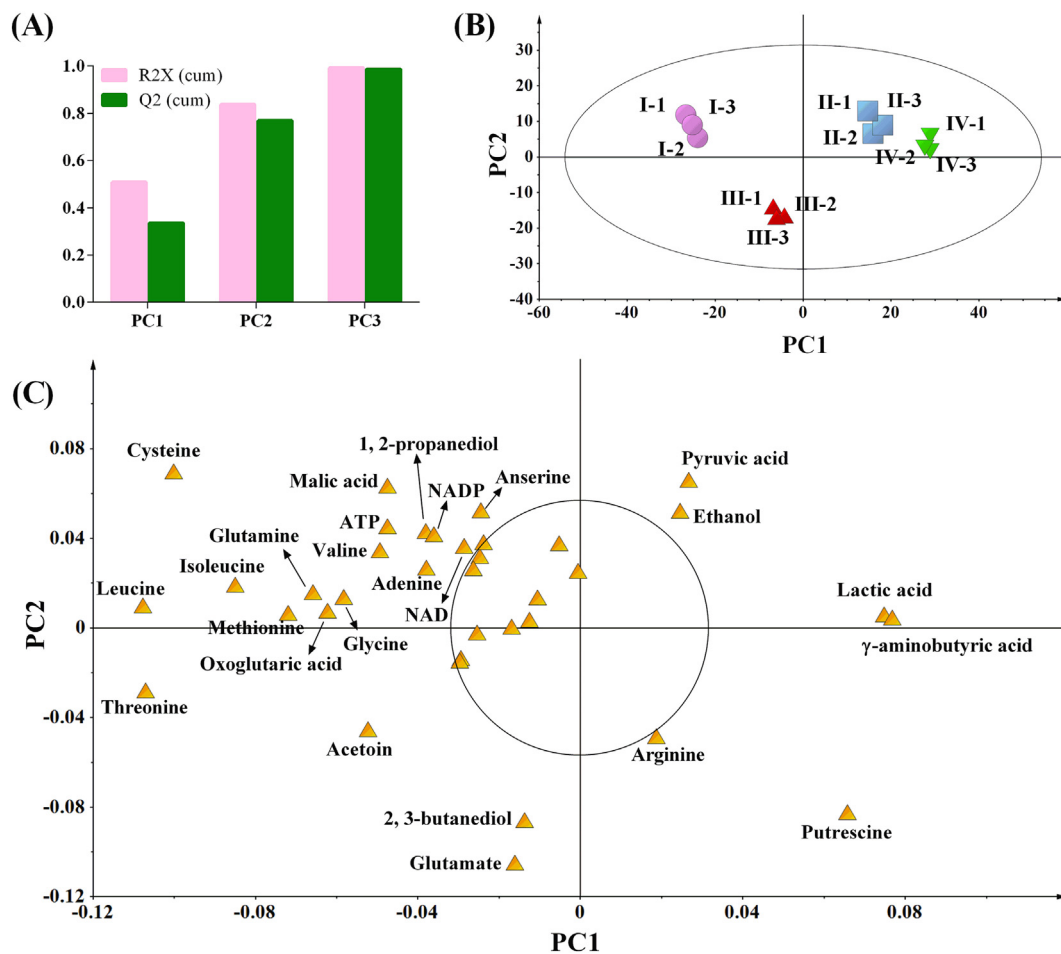 (A)
R2X (cum)
Q2 (cum)
1.0
0.8
0.6
0.4
0.2
0.0
PC1
PC2
PC3
(B)
40
30
20
10
0
-10
-20
-30
-40
PC2
I-1
I-3
I-2
II-1
II-3
II-2
IV-1
IV-2
IV-3
III-1
III-2
III-3
-60
-40
-20
0
20
40
PC1
(C)
0.08
0.04
0
-0.04
-0.08
-0.12
PC2
Cysteine
1, 2-propanediol
Malic acid
NADP
Anserine
ATP
Glutamine
Valine
Isoleucine
Adenine
Leucine
NAD
Methionine
Glycine
Oxoglutaric acid
Threonine
Acetoin
2, 3-butanediol
Glutamate
Pyruvic acid
Ethanol
Lactic acid
γ-aminobutyric acid
Arginine
Putrescine
-0.12
-0.08
-0.04
0
0.04
0.08
PC1